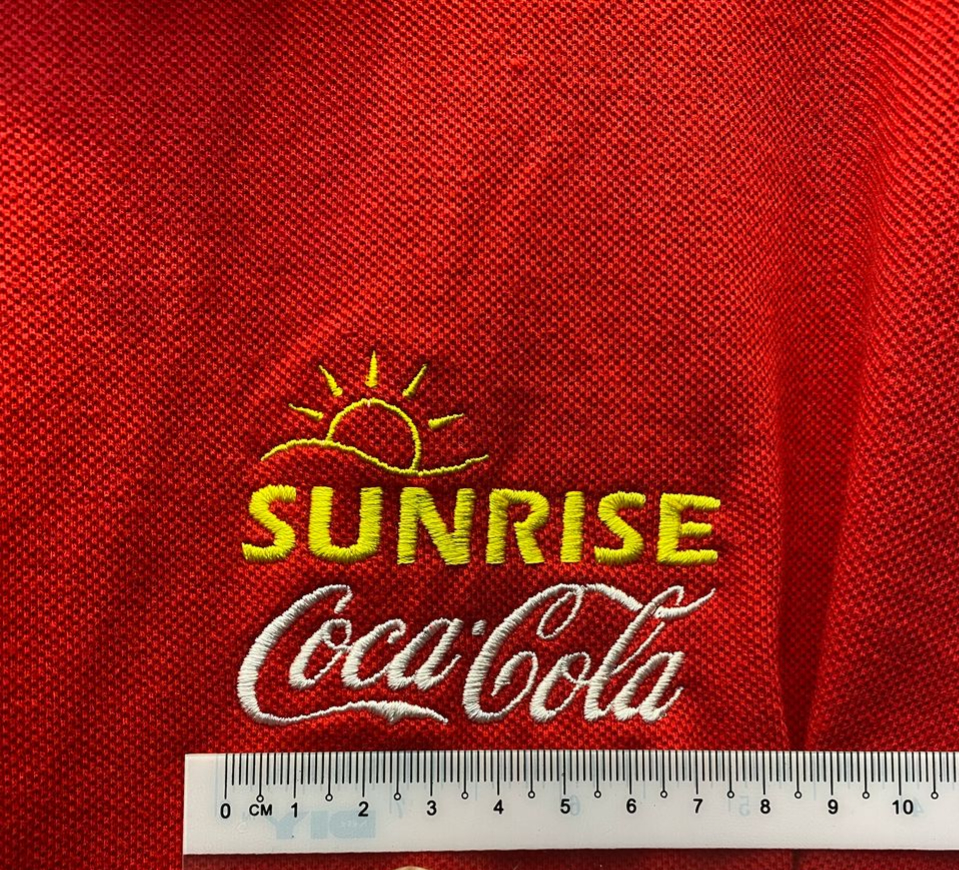 SUNRISE
Coca-Cola
0 CM 1 2 3 4 5 6 7 8 9 10